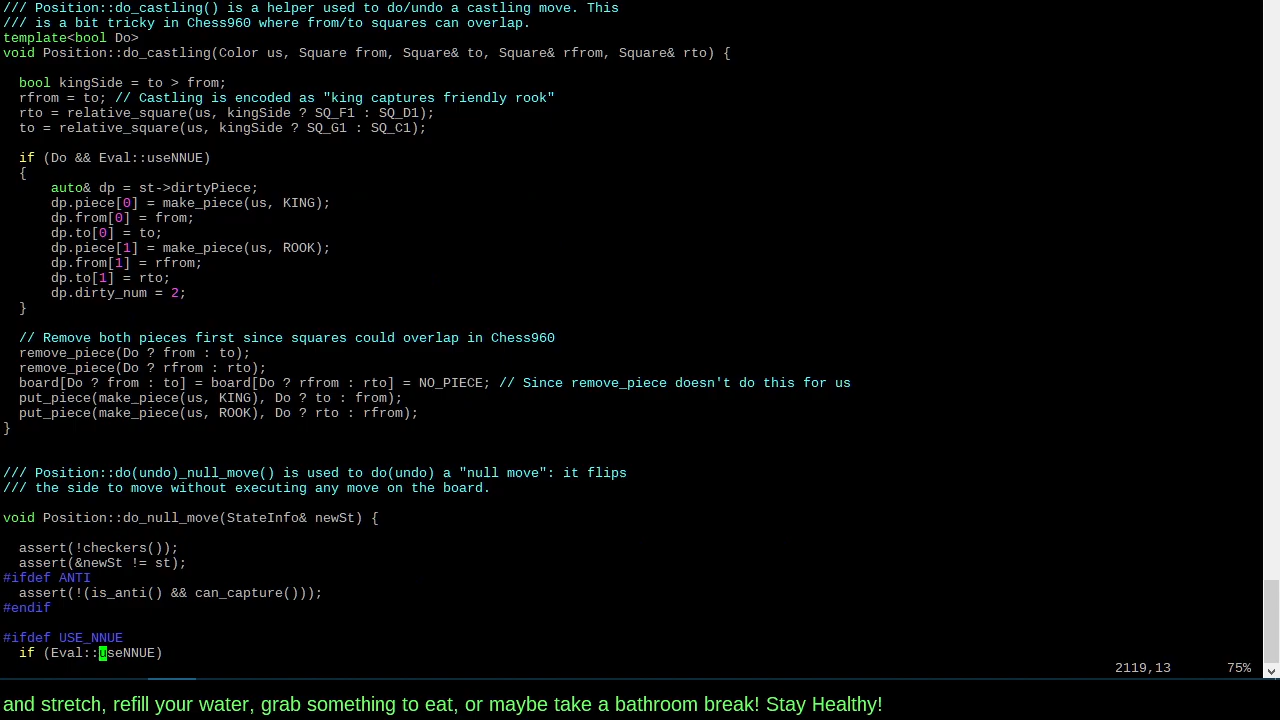 /// Position::do_castling() is a helper used to do/undo a castling move. This
/// is a bit tricky in Chess960 where from/to squares can overlap.
template<bool Do>
void Position::do_castling(Color us, Square from, Square& to, Square& rfrom, Square& rto) {
bool kingSide = to > from;
rfrom = to; // Castling is encoded as "king captures friendly rook"
rto = relative_square(us, kingSide ? SQ_F1 : SQ_D1);
to = relative_square(us, kingSide ? SQ_G1 : SQ_C1);
if (Do && Eval::useNNUE)
{
auto& dp = st->dirtyPiece;
dp.piece[0] = make_piece(us, KING);
dp.from[0] = from;
dp.to[0] = to;
dp.piece[1] = make_piece(us, ROOK);
dp.from[1] = rfrom;
dp.to[1] = rto;
dp.dirty_num = 2;
}
// Remove both pieces first since squares could overlap in Chess960
remove_piece(Do ? from : to);
remove_piece(Do ? rfrom : rto);
board[Do ? from : to] = board[Do ? rfrom : rto] = NO_PIECE; // Since remove_piece doesn't do this for us
put_piece(make_piece(us, KING), Do ? to : from);
put_piece(make_piece(us, ROOK), Do ? rto : rfrom);
}
/// Position::do(undo)_null_move() is used to do(undo) a "null move": it flips
/// the side to move without executing any move on the board.
void Position::do_null_move(StateInfo& newSt) {
assert(!checkers());
assert(&newSt != st);
#ifdef ANTI
assert(!(is_anti() && can_capture()));
#endif
#ifdef USE_NNUE
if (Eval::useNNUE)
2119,13 75%
and stretch, refill your water, grab something to eat, or maybe take a bathroom break! Stay Healthy!